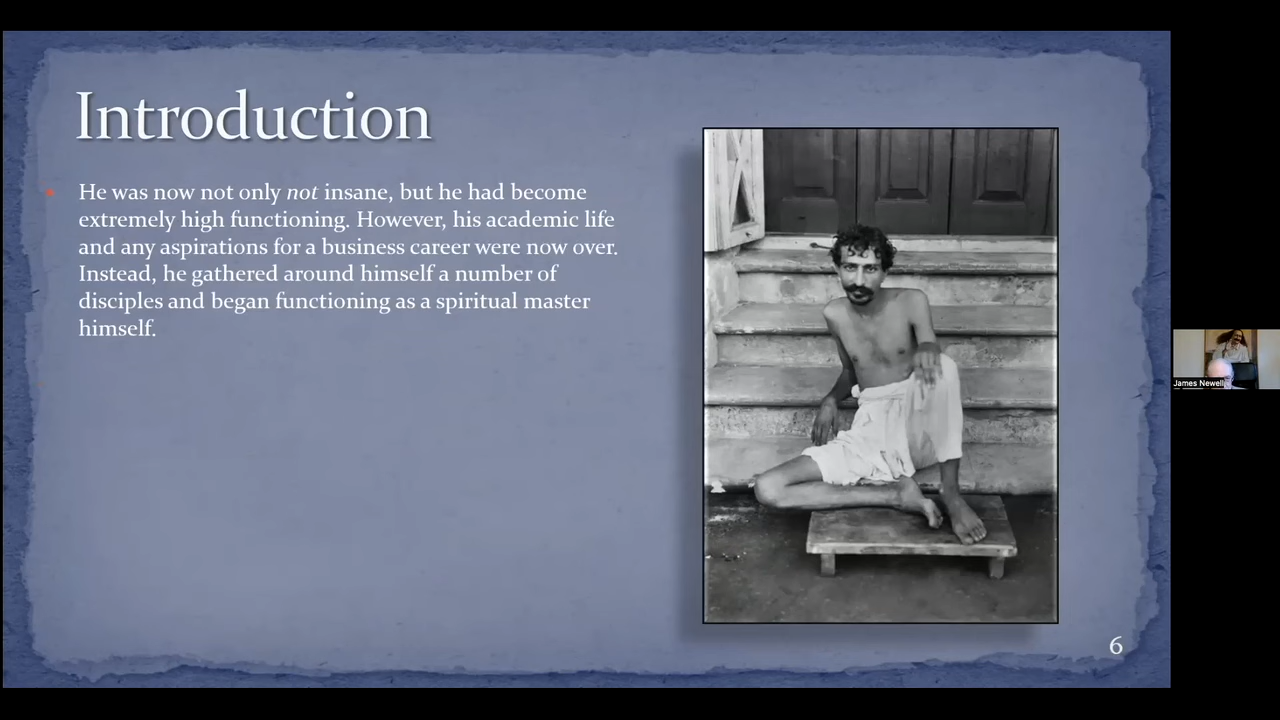 Introduction
He was now not only not insane, but he had become
extremely high functioning. However, his academic life
and any aspirations for a business career were now over.
Instead, he gathered around himself a number of
disciples and began functioning as a spiritual master
himself.
James Newell
6